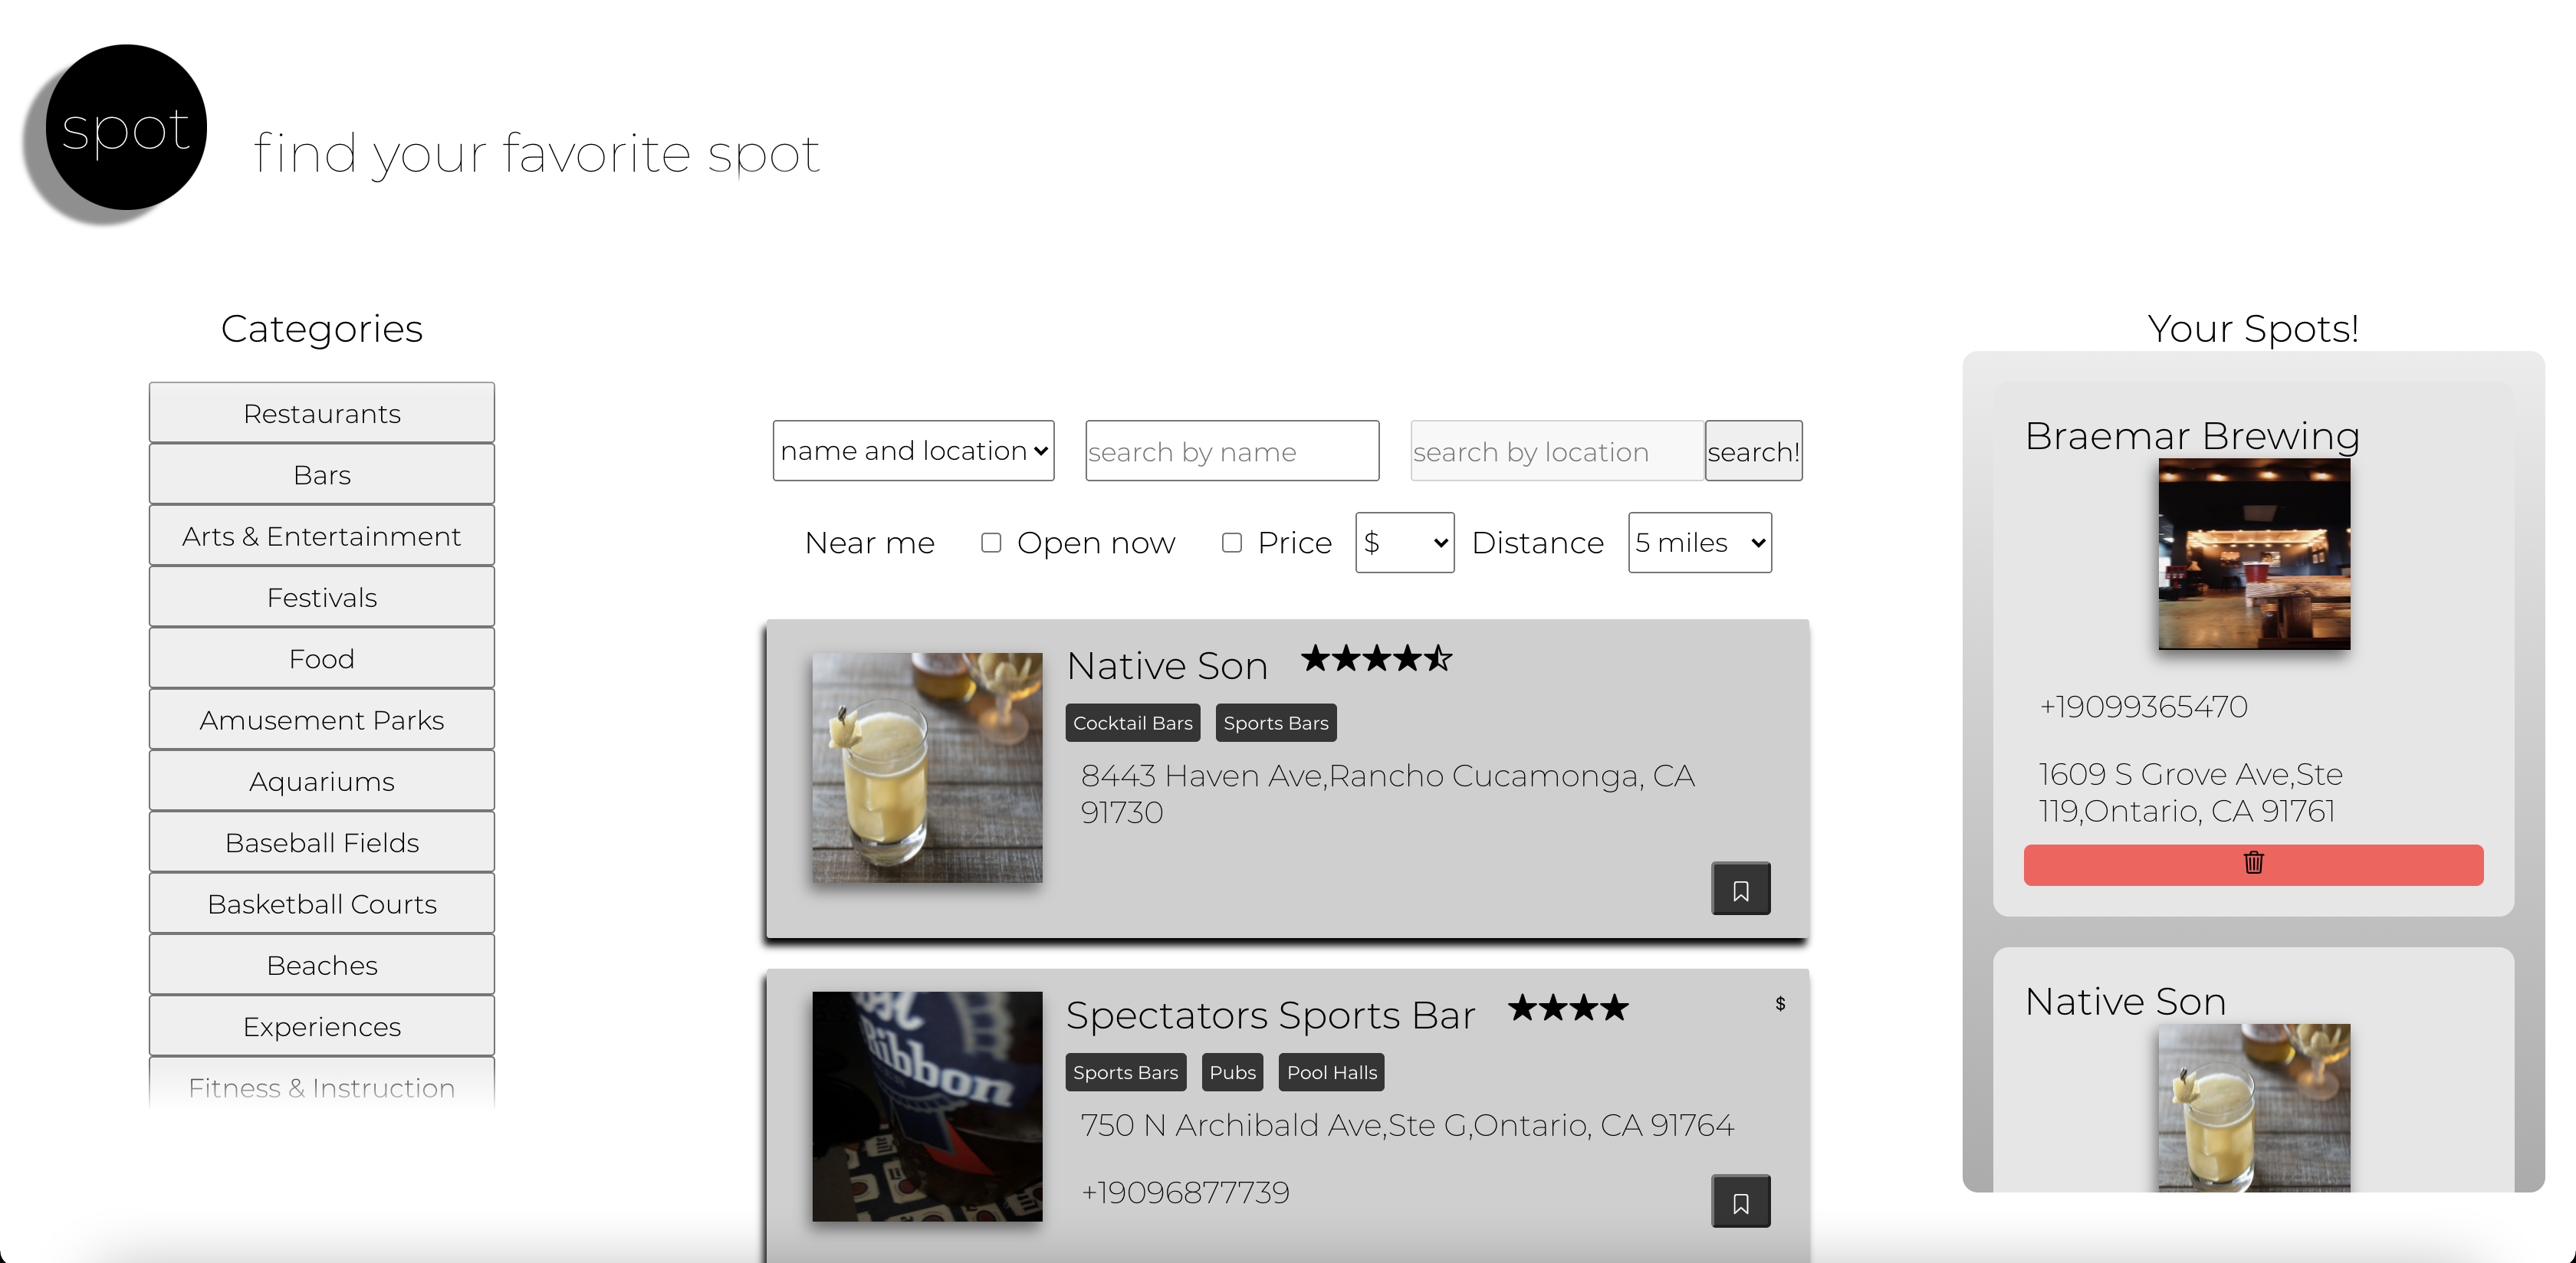 spot
find your favorite spot
Categories
Restaurants
Bars
Arts & Entertainment
Festivals
Food
Amusement Parks
Aquariums
Baseball Fields
Basketball Courts
Beaches
Experiences
Fitness & Instruction
name and location
search by name
search by location
search!
Near me
Open now
Price
$
Distance
5 miles
Native Son
Cocktail Bars
Sports Bars
8443 Haven Ave,Rancho Cucamonga, CA
91730
Spectators Sports Bar
$
Sports Bars
Pubs
Pool Halls
750 N Archibald Ave,Ste G,Ontario, CA 91764
+19096877739
Ribbon
Your Spots!
Braemar Brewing
+19099365470
1609 S Grove Ave,Ste
119,Ontario, CA 91761
Native Son